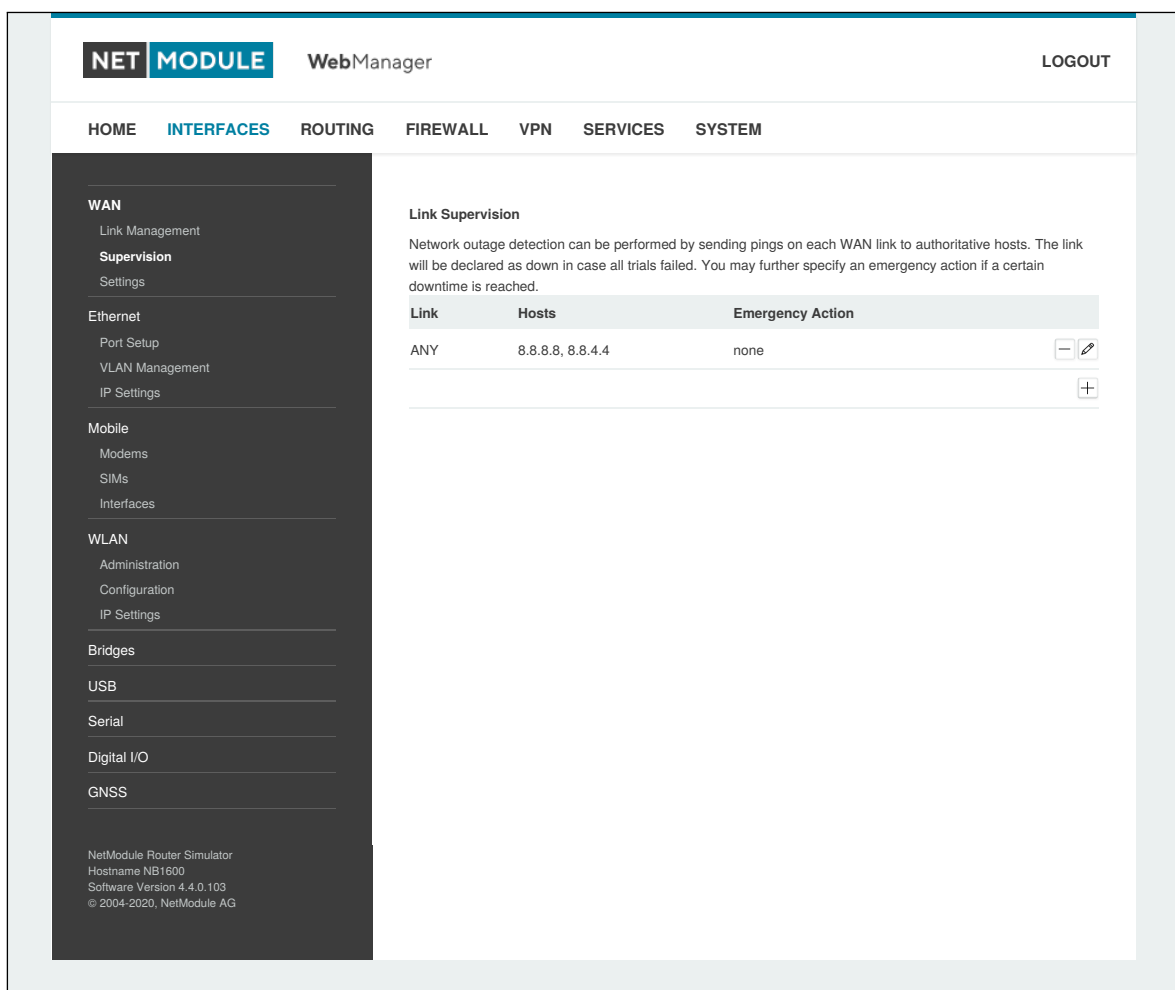 NET MODULE WebManager LOGOUT
HOME INTERFACES ROUTING FIREWALL VPN SERVICES SYSTEM
WAN
Link Management
Supervision
Settings
Ethernet
Port Setup
VLAN Management
IP Settings
Mobile
Modems
SIMs
Interfaces
WLAN
Administration
Configuration
IP Settings
Bridges
USB
Serial
Digital I/O
GNSS
NetModule Router Simulator
Hostname NB1600
Software Version 4.4.0.103
© 2004-2020, NetModule AG
Link Supervision
Network outage detection can be performed by sending pings on each WAN link to authoritative hosts. The link
will be declared as down in case all trials failed. You may further specify an emergency action if a certain
downtime is reached.
Link Hosts Emergency Action
ANY 8.8.8.8, 8.8.4.4 none